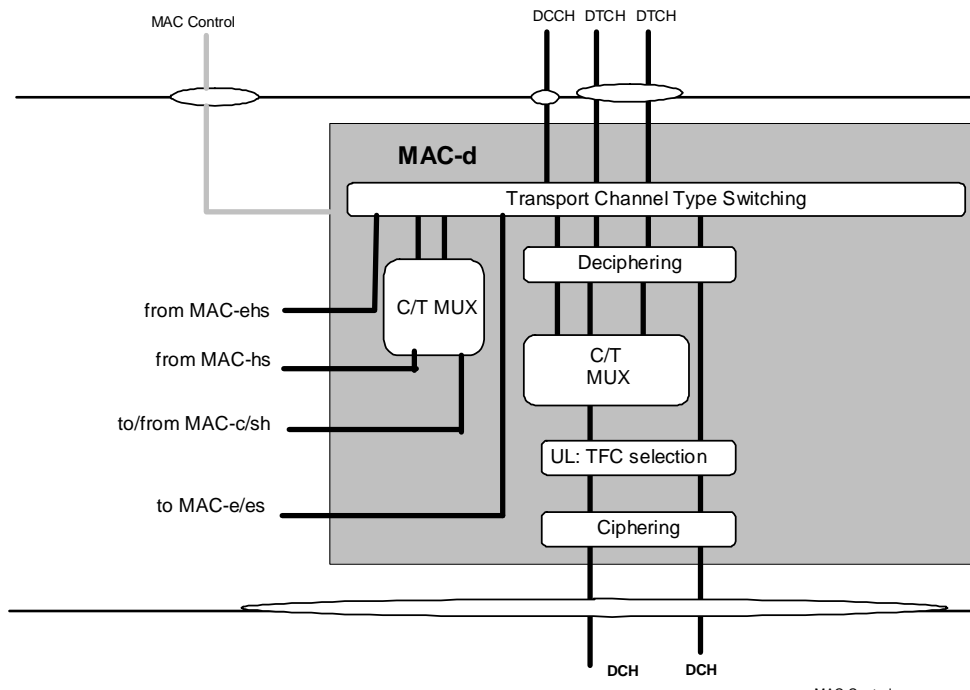 MAC Control
DCCH DTCH DTCH
MAC-d
Transport Channel Type Switching
Deciphering
from MAC-ehs
C/T MUX
from MAC-hs
C/T
MUX
to/from MAC-c/sh
UL: TFC selection
to MAC-e/es
Ciphering
DCH
DCH